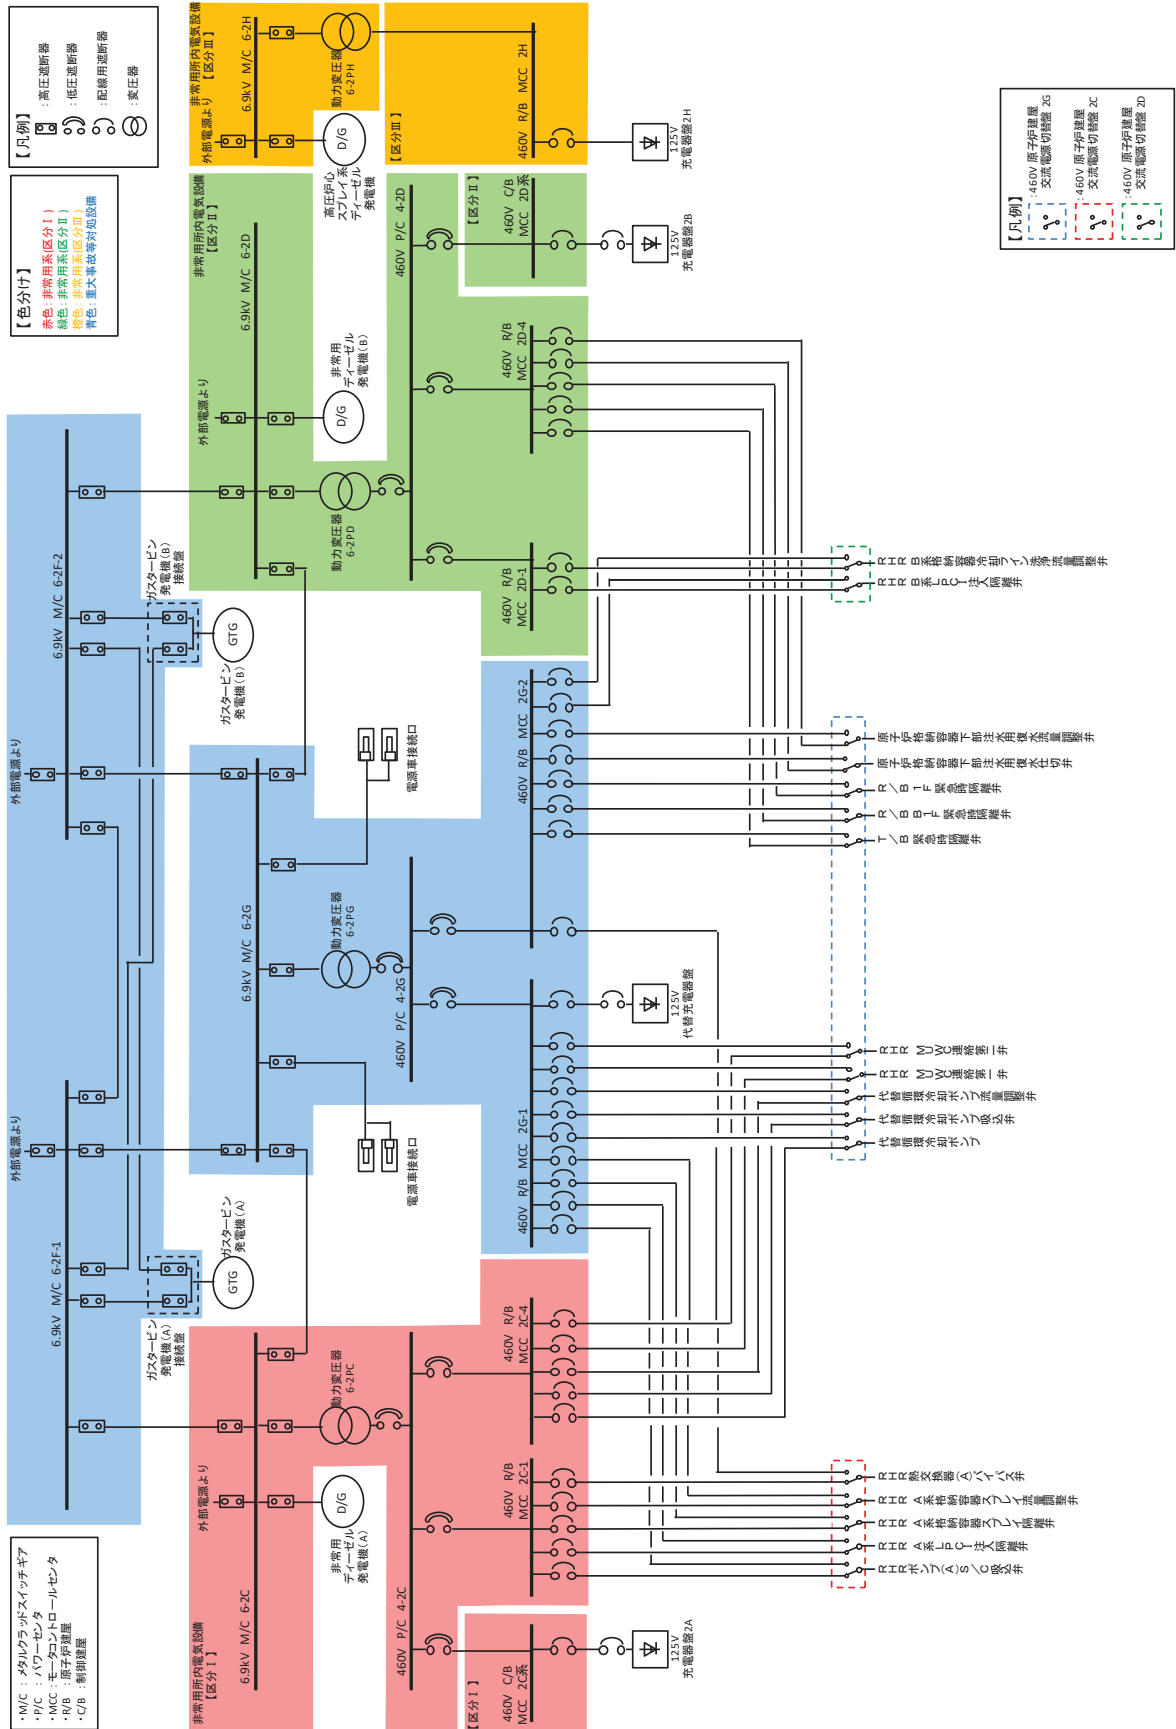 ・M/C ：メタルクラッドスイッチギア
・P/C ：パワーセンタ
・MCC：モータコントロールセンタ
・R/B ：原子炉建屋
・C/B ：制御建屋
【色分け】
赤色：非常用系(区分Ⅰ)
緑色：非常用系(区分Ⅱ)
橙色：非常用系(区分Ⅲ)
青色：重大事故等対処設備
【凡例】
：高圧遮断器
：低圧遮断器
：配線用遮断器
：変圧器
外部電源より
6.9kV M/C 6-2F-1
外部電源より
6.9kV M/C 6-2F-2
ガスタービン
発電機(A)
接続盤
GTG
ガスタービン
発電機(A)
ガスタービン
発電機(B)
接続盤
GTG
ガスタービン
発電機(B)
非常用所内電気設備
【区分Ⅰ】
外部電源より
6.9kV M/C 6-2C
D/G
非常用
ディーゼル
発電機(A)
動力変圧器
6-2PC
6.9kV M/C 6-2G
電源車接続口
動力変圧器
6-2PG
電源車接続口
非常用所内電気設備
【区分Ⅱ】
外部電源より
6.9kV M/C 6-2D
動力変圧器
6-2PD
D/G
非常用
ディーゼル
発電機(B)
非常用所内電気設備
【区分Ⅲ】
外部電源より
6.9kV M/C 6-2H
D/G
高圧炉心
スプレイ系
ディーゼル
発電機
動力変圧器
6-2PH
460V P/C 4-2C
460V P/C 4-2G
460V P/C 4-2D
【区分Ⅰ】
460V C/B
MCC 2C系
460V R/B
MCC 2C-1
460V R/B
MCC 2C-4
460V R/B MCC 2G-1
460V R/B MCC 2G-2
460V R/B
MCC 2D-1
460V R/B
MCC 2D-4
【区分Ⅱ】
460V C/B
MCC 2D系
【区分Ⅲ】
460V R/B MCC 2H
125V
充電器盤2A
125V
代替充電器盤
125V
充電器盤2B
125V
充電器盤2H
RHRポンプ(A)S/C吸込弁
RHR A系LPCI注入隔離弁
RHR A系格納容器スプレイ隔離弁
RHR A系格納容器スプレイ流量調整弁
RHR熱交換器(A)バイパス弁
代替循環冷却ポンプ
代替循環冷却ポンプ吸込弁
代替循環冷却ポンプ流量調整弁
RHR MUWC連絡第一弁
RHR MUWC連絡第二弁
T/B 緊急時隔離弁
R/B B1F 緊急時隔離弁
R/B 1F 緊急時隔離弁
原子炉格納容器下部注水用復水仕切弁
原子炉格納容器下部注水用復水流量調整弁
RHR B系LPCI注入隔離弁
RHR B系格納容器冷却ライン洗浄流量調整弁
【凡例】
：460V 原子炉建屋
交流電源切替盤 2G
：460V 原子炉建屋
交流電源切替盤 2C
：460V 原子炉建屋
交流電源切替盤 2D